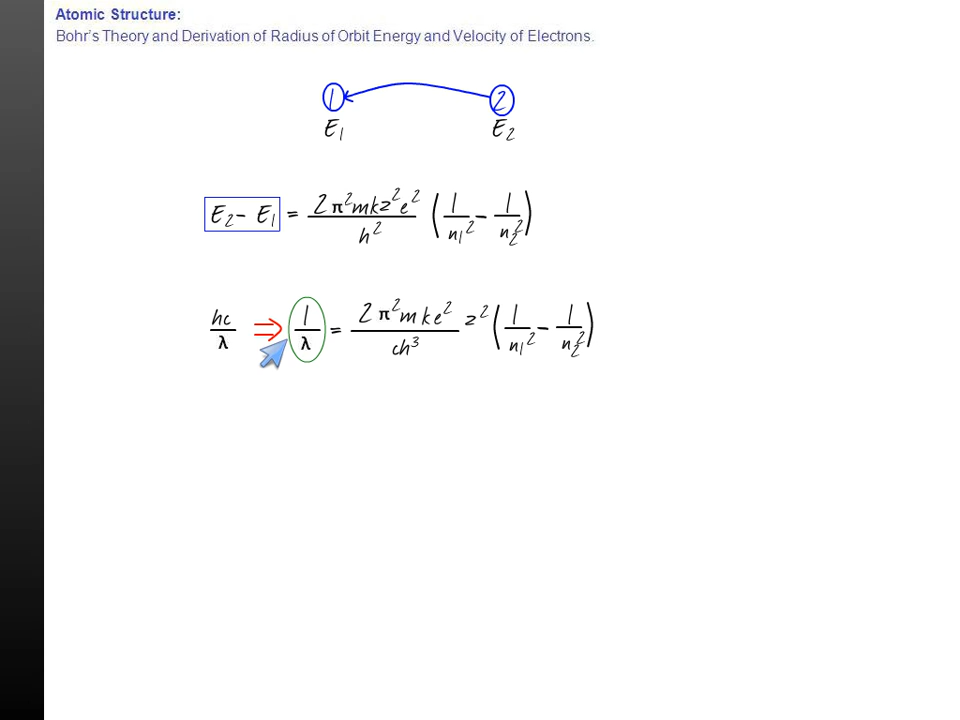 Atomic Structure:
Bohr's Theory and Derivation of Radius of Orbit Energy and Velocity of Electrons.
1 2
E₁ E₂
E₂ – E₁ = 2π²mkz²e² / h² (1/n₁² – 1/n₂²)
hc/λ ⇒ 1/λ = 2π²mke² / ch³ z² (1/n₁² – 1/n₂²)